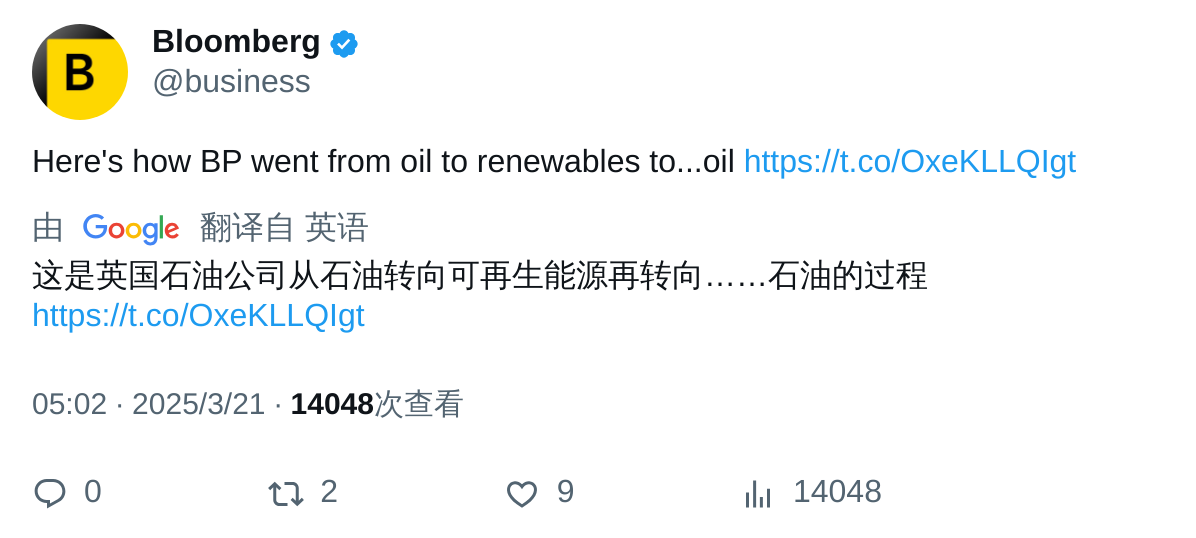 B
Bloomberg
@business
Here's how BP went from oil to renewables to...oil https://t.co/OxeKLLQIgt
由 Google 翻译自 英语
这是英国石油公司从石油转向可再生能源再转向……石油的过程
https://t.co/OxeKLLQIgt
05:02 · 2025/3/21 · 14048次查看
0 2 9 14048